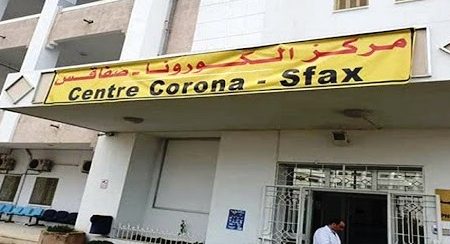 مركز الكورونا - صفاقس
Centre Corona - Sfax